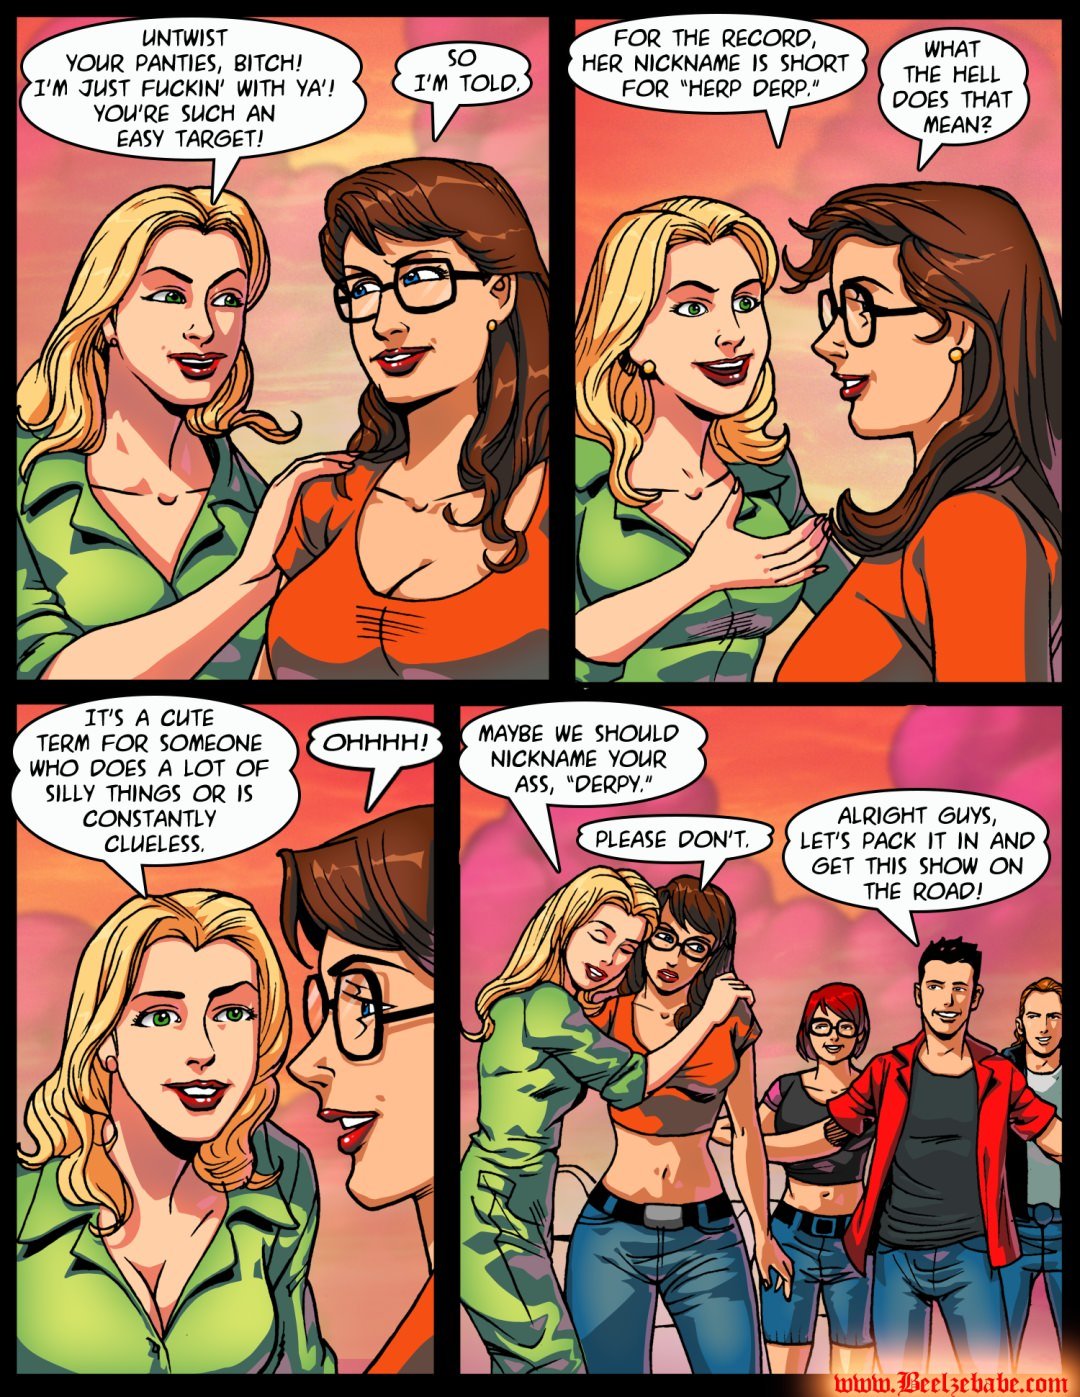 UNTWIST
YOUR PANTIES, BITCH!
I'M JUST FUCKIN' WITH YA'!
YOU'RE SUCH AN
EASY TARGET!
SO
I'M TOLD.
FOR THE RECORD,
HER NICKNAME IS SHORT
FOR "HERP DERP."
WHAT
THE HELL
DOES THAT
MEAN?
IT'S A CUTE
TERM FOR SOMEONE
WHO DOES A LOT OF
SILLY THINGS OR IS
CONSTANTLY
CLUELESS.
OHHHH!
MAYBE WE SHOULD
NICKNAME YOUR
ASS, "DERPY."
PLEASE DON'T.
ALRIGHT GUYS,
LET'S PACK IT IN AND
GET THIS SHOW ON
THE ROAD!
www.Beelzebabe.com